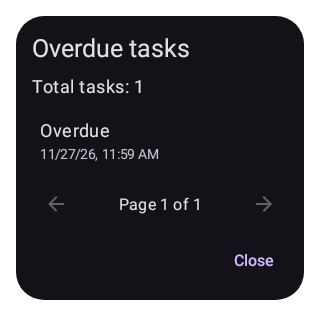 Overdue tasks
Total tasks: 1
Overdue
11/27/26, 11:59 AM
Page 1 of 1
Close